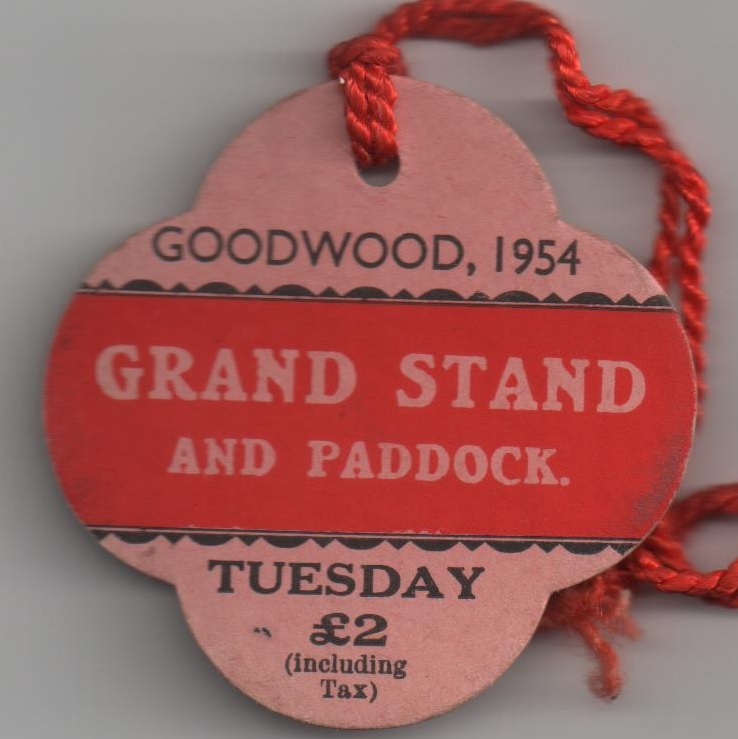 GOODWOOD, 1954
GRAND STAND
AND PADDOCK.
TUESDAY
£2
(including
Tax)